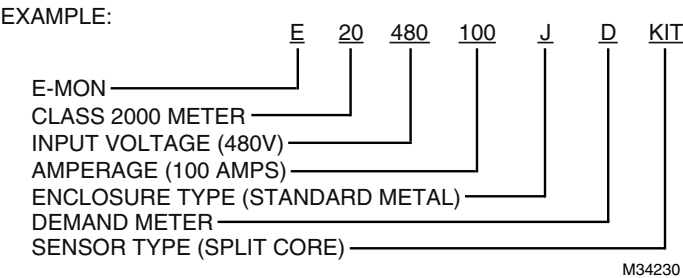 EXAMPLE:
E 20 480 100 J D KIT
E-MON
CLASS 2000 METER
INPUT VOLTAGE (480V)
AMPERAGE (100 AMPS)
ENCLOSURE TYPE (STANDARD METAL)
DEMAND METER
SENSOR TYPE (SPLIT CORE)
M34230